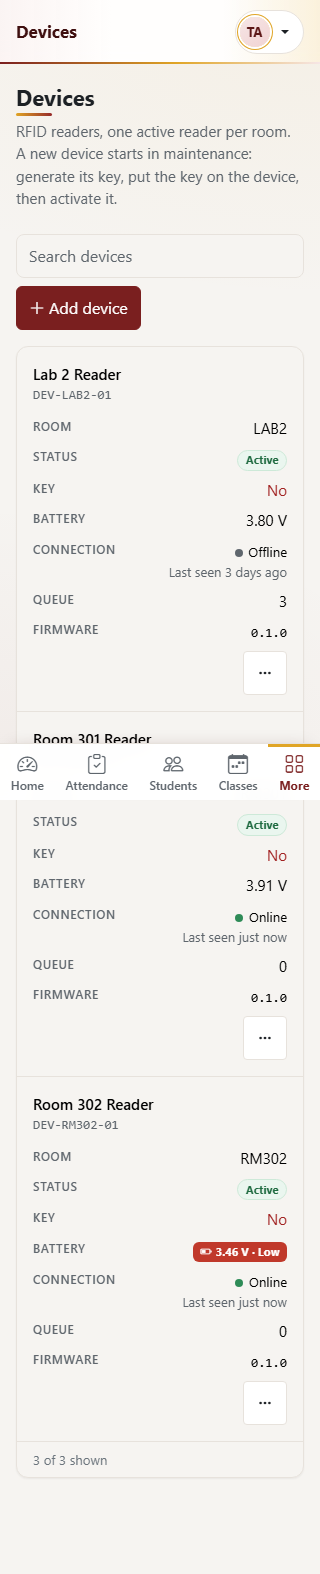 Devices
TA
Devices
RFID readers, one active reader per room.
A new device starts in maintenance:
generate its key, put the key on the device,
then activate it.
Search devices
+ Add device
Lab 2 Reader
DEV-LAB2-01
ROOM LAB2
STATUS Active
KEY No
BATTERY 3.80 V
CONNECTION Offline
Last seen 3 days ago
QUEUE 3
FIRMWARE 0.1.0
...
Room 301 Reader
Home Attendance Students Classes More
STATUS Active
KEY No
BATTERY 3.91 V
CONNECTION Online
Last seen just now
QUEUE 0
FIRMWARE 0.1.0
...
Room 302 Reader
DEV-RM302-01
ROOM RM302
STATUS Active
KEY No
BATTERY 3.46 V · Low
CONNECTION Online
Last seen just now
QUEUE 0
FIRMWARE 0.1.0
...
3 of 3 shown